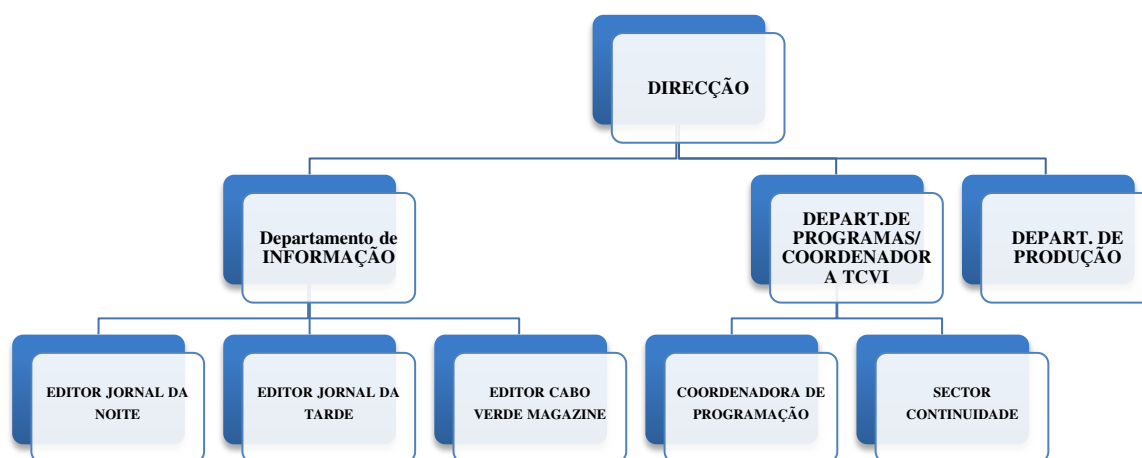 DIRECÇÃO
Departamento de
INFORMAÇÃO
DEPART.DE
PROGRAMAS/
COORDENADOR
A TCVI
DEPART. DE
PRODUÇÃO
EDITOR JORNAL DA
NOITE
EDITOR JORNAL DA
TARDE
EDITOR CABO
VERDE MAGAZINE
COORDENADORA DE
PROGRAMAÇÃO
SECTOR
CONTINUIDADE